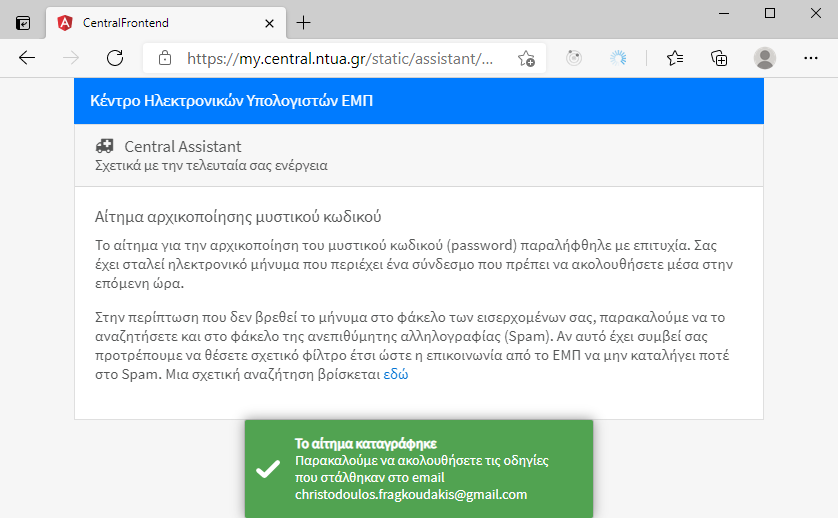 CentralFrontend
https://my.central.ntua.gr/static/assistant/...
Κέντρο Ηλεκτρονικών Υπολογιστών ΕΜΠ
Central Assistant
Σχετικά με την τελευταία σας ενέργεια
Αίτημα αρχικοποίησης μυστικού κωδικού
Το αίτημα για την αρχικοποίηση του μυστικού κωδικού (password) παραλήφθηλε με επιτυχία. Σας
έχει σταλεί ηλεκτρονικό μήνυμα που περιέχει ένα σύνδεσμο που πρέπει να ακολουθήσετε μέσα στην
επόμενη ώρα.
Στην περίπτωση που δεν βρεθεί το μήνυμα στο φάκελο των εισερχομένων σας, παρακαλούμε να το
αναζητήσετε και στο φάκελο της ανεπιθύμητης αλληλογραφίας (Spam). Αν αυτό έχει συμβεί σας
προτρέπουμε να θέσετε σχετικό φίλτρο έτσι ώστε η επικοινωνία από το ΕΜΠ να μην καταλήγει ποτέ
στο Spam. Μια σχετική αναζήτηση βρίσκεται εδώ
Το αίτημα καταγράφηκε
Παρακαλούμε να ακολουθήσετε τις οδηγίες
που στάλθηκαν στο email
christodoulos.fragkoudakis@gmail.com